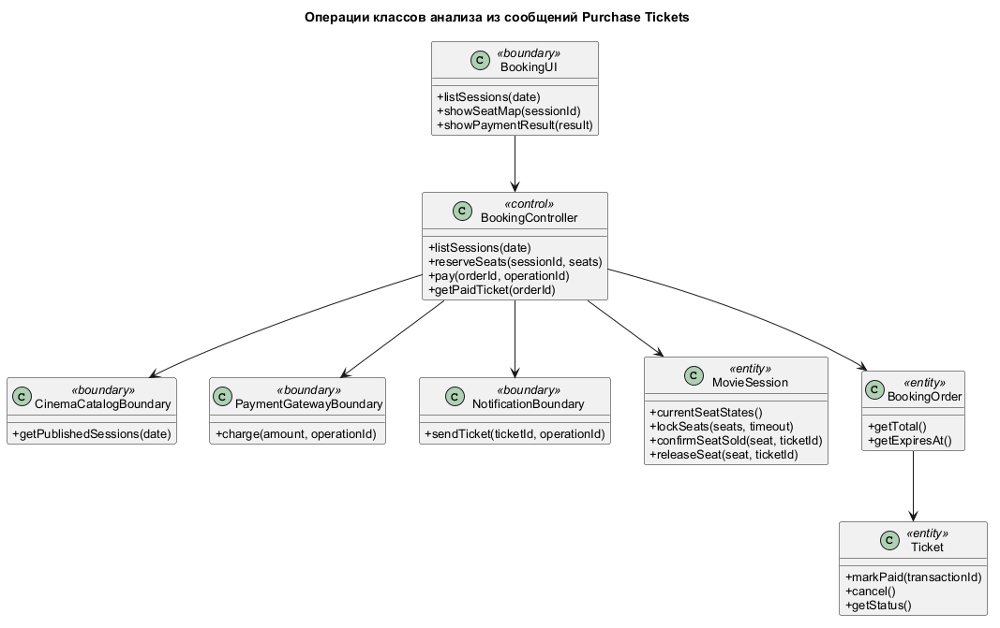 Операции классов анализа из сообщений Purchase Tickets
C
«boundary»
BookingUI
+listSessions(date)
+showSeatMap(sessionId)
+showPaymentResult(result)
C
«control»
BookingController
+listSessions(date)
+reserveSeats(sessionId, seats)
+pay(orderId, operationId)
+getPaidTicket(orderId)
C
«boundary»
CinemaCatalogBoundary
+getPublishedSessions(date)
C
«boundary»
PaymentGatewayBoundary
+charge(amount, operationId)
C
«boundary»
NotificationBoundary
+sendTicket(ticketId, operationId)
C
«entity»
MovieSession
+currentSeatStates()
+lockSeats(seats, timeout)
+confirmSeatSold(seat, ticketId)
+releaseSeat(seat, ticketId)
C
«entity»
BookingOrder
+getTotal()
+getExpiresAt()
C
«entity»
Ticket
+markPaid(transactionId)
+cancel()
+getStatus()